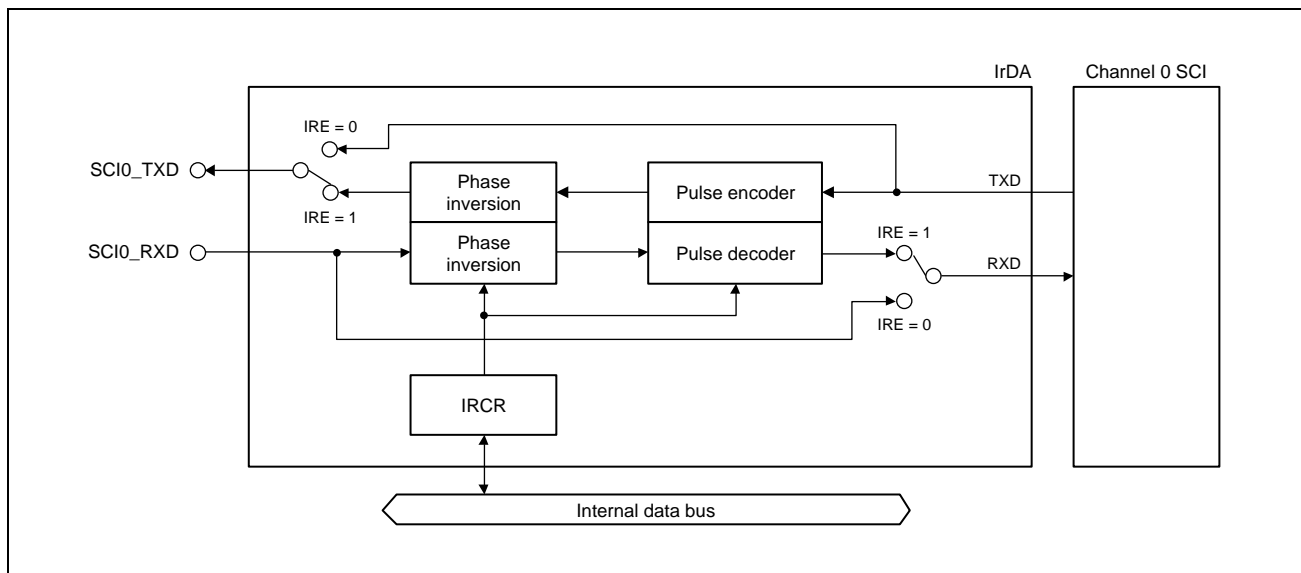 IrDA
Channel 0 SCI
IRE = 0
SCI0_TXD
Phase
inversion
Pulse encoder
TXD
IRE = 1
SCI0_RXD
Phase
inversion
Pulse decoder
IRE = 1
RXD
IRE = 0
IRCR
Internal data bus